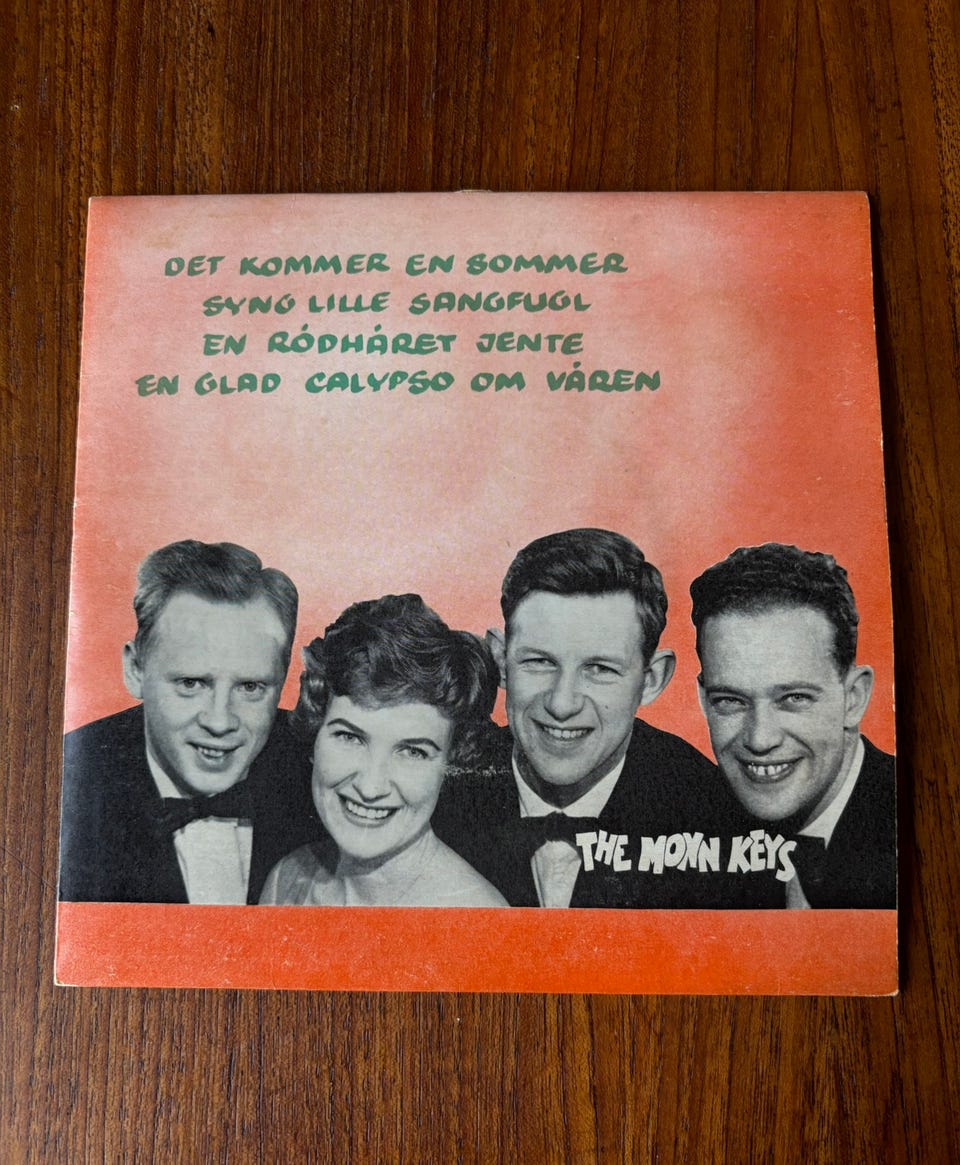 DET KOMMER EN SOMMER
SYNG LILLE SANGFUGL
EN RÓDHÅRET JENTE
EN GLAD CALYPSO OM VÅREN
THE MONN KEYS